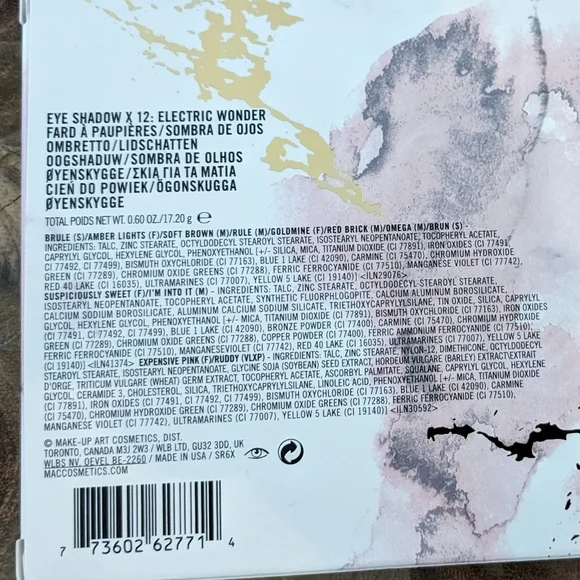 EYE SHADOW X 12: ELECTRIC WONDER
FARD À PAUPIÈRES/SOMBRA DE OJOS
OMBRETTO/LIDSCHATTEN
OOGSHADUW/SOMBRA DE OLHOS
ØYENSKYGGE/ΣΚΙΑ ΓΙΑ ΤΑ ΜΑΤΙΑ
CIEŃ DO POWIEK/ÖGONSKUGGA
ØYENSKYGGE
TOTAL POIDS NET WT. 0.60 OZ./17.20 g ℮
BRULE (S)/AMBER LIGHTS (F)/SOFT BROWN (M)/RULE (M)/GOLDMINE (F)/RED BRICK (M)/OMEGA (M)/BRUN (S) -
INGREDIENTS: TALC, ZINC STEARATE, OCTYLDODECYL STEAROYL STEARATE, ISOSTEARYL NEOPENTANOATE, TOCOPHERYL ACETATE,
CAPRYLYL GLYCOL, HEXYLENE GLYCOL, PHENOXYETHANOL [+/- SILICA, MICA, TITANIUM DIOXIDE (CI 77891), IRON OXIDES (CI
77491, CI 77492, CI 77499), BISMUTH OXYCHLORIDE (CI 77163), BLUE 1 LAKE (CI 42090), CARMINE (CI 75470), CHROMIUM HYDROXIDE
GREEN (CI 77289), CHROMIUM OXIDE GREENS (CI 77288), FERRIC FERROCYANIDE (CI 77510), MANGANESE VIOLET (CI 77742),
RED 40 LAKE (CI 16035), ULTRAMARINES (CI 77007), YELLOW 5 LAKE (CI 19140)] <ILN29076>
SUSPICIOUSLY SWEET (F)/I'M INTO IT (M) - INGREDIENTS: TALC, ZINC STEARATE, OCTYLDODECYL STEAROYL STEARATE,
ISOSTEARYL NEOPENTANOATE, TOCOPHERYL ACETATE, SYNTHETIC FLUORPHLOGOPITE, CALCIUM ALUMINUM BOROSILICATE,
CALCIUM SODIUM BOROSILICATE, ALUMINUM CALCIUM SODIUM SILICATE, TRIETHOXYCAPRYLYLSILANE, TIN OXIDE, SILICA, CAPRYLYL
GLYCOL, HEXYLENE GLYCOL, PHENOXYETHANOL [+/- MICA, TITANIUM DIOXIDE (CI 77891), BISMUTH OXYCHLORIDE (CI 77163), IRON OXIDES
(CI 77491, CI 77492, CI 77499), BLUE 1 LAKE (CI 42090), BRONZE POWDER (CI 77400), CARMINE (CI 75470), CHROMIUM HYDROXIDE
GREEN (CI 77289), CHROMIUM OXIDE GREENS (CI 77288), COPPER POWDER (CI 77400), FERRIC AMMONIUM FERROCYANIDE (CI 77510),
FERRIC FERROCYANIDE (CI 77510), MANGANESE VIOLET (CI 77742), RED 40 LAKE (CI 16035), ULTRAMARINES (CI 77007), YELLOW 5 LAKE
(CI 19140)] <ILN41374> EXPENSIVE PINK (F)/RUDDY (VLXP) - INGREDIENTS: TALC, ZINC STEARATE, NYLON-12, DIMETHICONE, OCTYLDODECYL
STEAROYL STEARATE, ISOSTEARYL NEOPENTANOATE, GLYCINE SOJA (SOYBEAN) SEED EXTRACT, HORDEUM VULGARE (BARLEY) EXTRACT\EXTRAIT
D'ORGE, TRITICUM VULGARE (WHEAT) GERM EXTRACT, TOCOPHERYL ACETATE, ASCORBYL PALMITATE, SQUALANE, CAPRYLYL GLYCOL, HEXYLENE
GLYCOL, CERAMIDE 3, CHOLESTEROL, SILICA, TRIETHOXYCAPRYLYLSILANE, LINOLEIC ACID, PHENOXYETHANOL [+/- MICA, TITANIUM DIOXIDE
(CI 77891), IRON OXIDES (CI 77491, CI 77492, CI 77499), BISMUTH OXYCHLORIDE (CI 77163), BLUE 1 LAKE (CI 42090), CARMINE
(CI 75470), CHROMIUM HYDROXIDE GREEN (CI 77289), CHROMIUM OXIDE GREENS (CI 77288), FERRIC FERROCYANIDE (CI 77510),
MANGANESE VIOLET (CI 77742), ULTRAMARINES (CI 77007), YELLOW 5 LAKE (CI 19140)] <ILN30592>
© MAKE-UP ART COSMETICS, DIST.
TORONTO, CANADA M3J 2W3 / WLB LTD, GU32 3DD, UK
WLBS NV, OEVEL BE-2260 / MADE IN USA / SR6X
MACCOSMETICS.COM
7 73602 62771 4